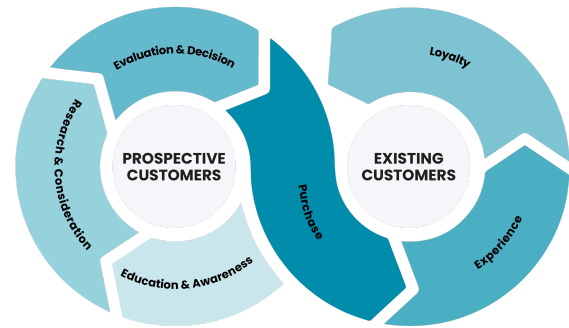 Evaluation & Decision
Loyalty
Research & Consideration
PROSPECTIVE
CUSTOMERS
EXISTING
CUSTOMERS
Purchase
Experience
Education & Awareness